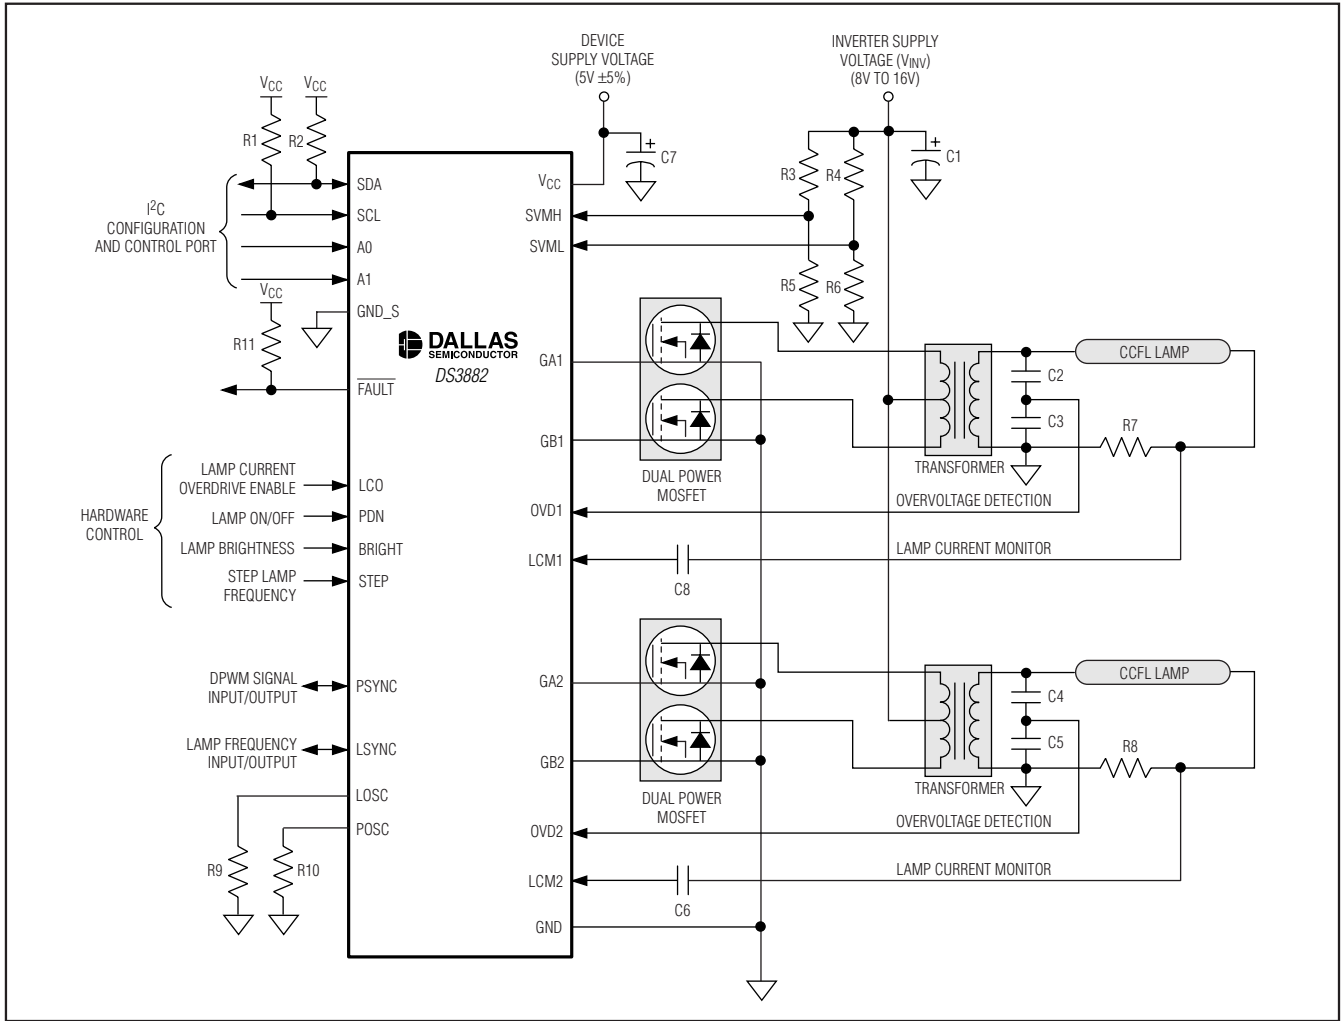 DEVICE
SUPPLY VOLTAGE
(5V ±5%)
INVERTER SUPPLY
VOLTAGE (VINV)
(8V TO 16V)
VCC
VCC
R1
R2
C7
C1
R3
R4
SDA
VCC
I2C
CONFIGURATION
AND CONTROL PORT
SCL
SVMH
A0
SVML
A1
R5
R6
VCC
GND_S
R11
DALLAS
SEMICONDUCTOR
DS3882
GA1
CCFL LAMP
C2
FAULT
C3
R7
GB1
TRANSFORMER
DUAL POWER
MOSFET
HARDWARE
CONTROL
LAMP CURRENT
OVERDRIVE ENABLE
LCO
OVERVOLTAGE DETECTION
LAMP ON/OFF
PDN
OVD1
LAMP BRIGHTNESS
BRIGHT
LCM1
LAMP CURRENT MONITOR
STEP LAMP
FREQUENCY
STEP
C8
DPWM SIGNAL
INPUT/OUTPUT
PSYNC
GA2
CCFL LAMP
C4
LAMP FREQUENCY
INPUT/OUTPUT
LSYNC
GB2
C5
R8
TRANSFORMER
LOSC
DUAL POWER
MOSFET
POSC
OVD2
OVERVOLTAGE DETECTION
R9
R10
LCM2
LAMP CURRENT MONITOR
C6
GND